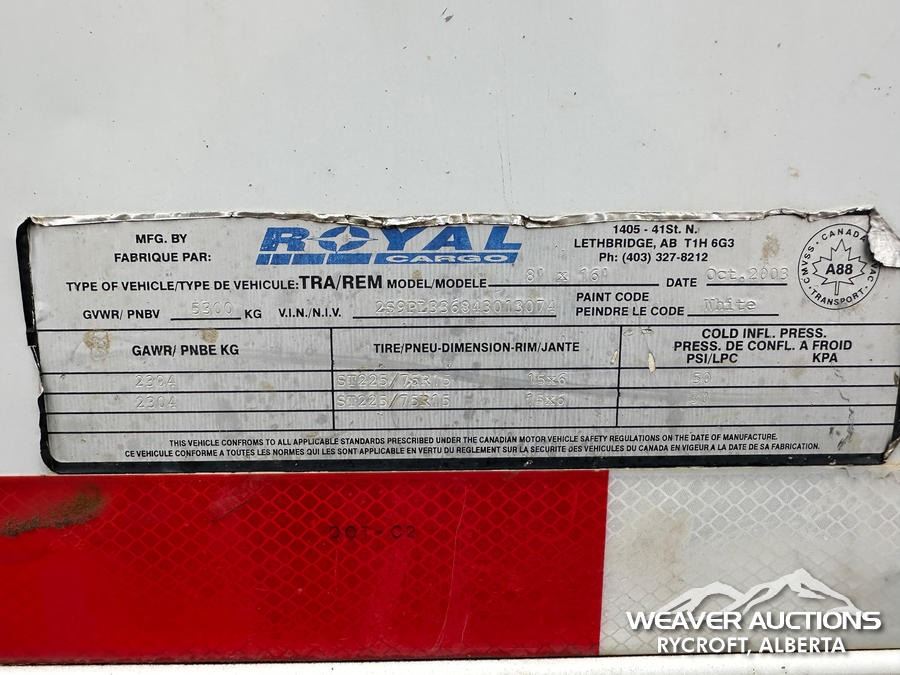 MFG. BY
FABRIQUE PAR:
ROYAL
CARGO
1405 - 41St. N.
LETHBRIDGE, AB T1H 6G3
Ph: (403) 327-8212
CMVSS · CANADA · NSVAC · TRANSPORT ·
A88
TYPE OF VEHICLE/TYPE DE VEHICULE: TRA/REM MODEL/MODELE 8' x 16' DATE Oct.2003
GVWR/ PNBV 5300 KG V.I.N./N.I.V. PAINT CODE
PEINDRE LE CODE White
GAWR/ PNBE KG TIRE/PNEU-DIMENSION-RIM/JANTE COLD INFL. PRESS.
PRESS. DE CONFL. A FROID
PSI/LPC KPA
2304 ST225/75R15 15x6 50
2304 ST225/75R15 15x6
THIS VEHICLE CONFROMS TO ALL APPLICABLE STANDARDS PRESCRIBED UNDER THE CANADIAN MOTOR VEHICLE SAFETY REGULATIONS ON THE DATE OF MANUFACTURE.
CE VEHICULE CONFORME A TOUTES LES NORMES QUI LES SONT APPLICABLE EN VERTU DU REGLEMENT SUR LA SECURITE DES VEHICULES DU CANADA EN VIGEUR A LA DATE DE SA FABRICATION.
WEAVER AUCTIONS
RYCROFT, ALBERTA